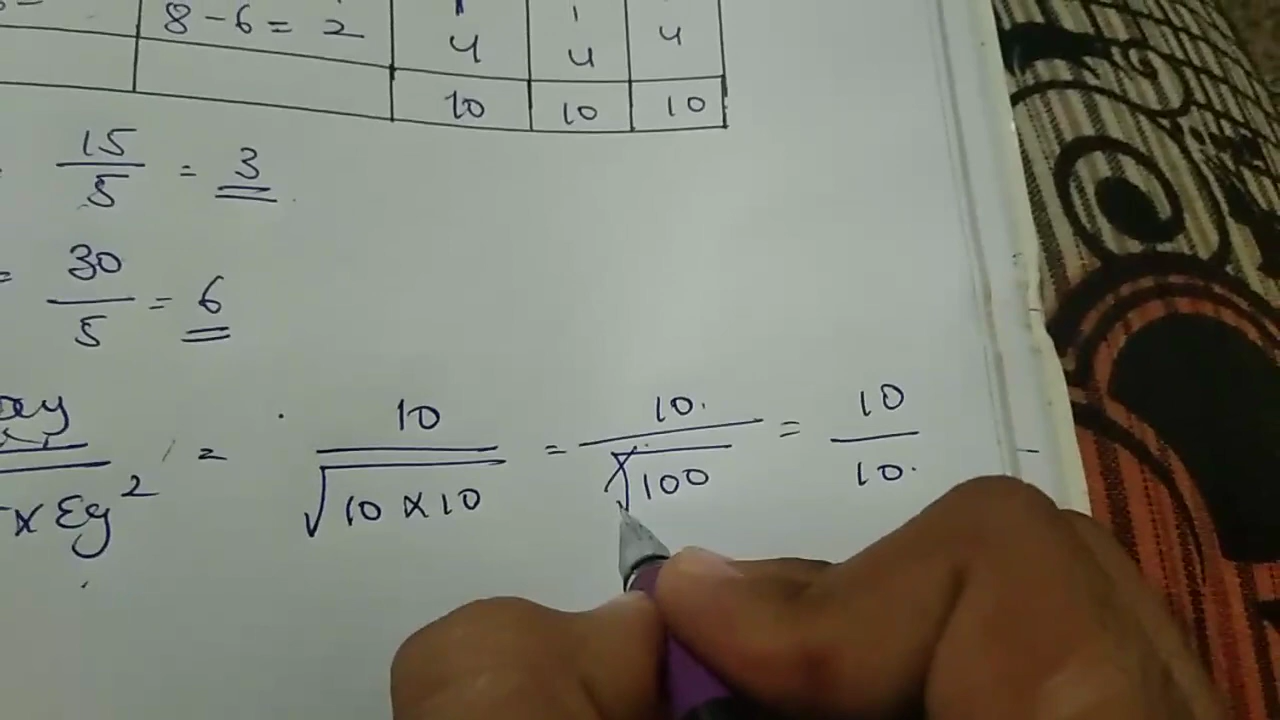 8 - 6 = 2 4 4 4
10 10 10
15/5 = 3
= 30/5 = 6
xy / × Σy² = 10/√10 × 10 = 10/√100 = 10/10